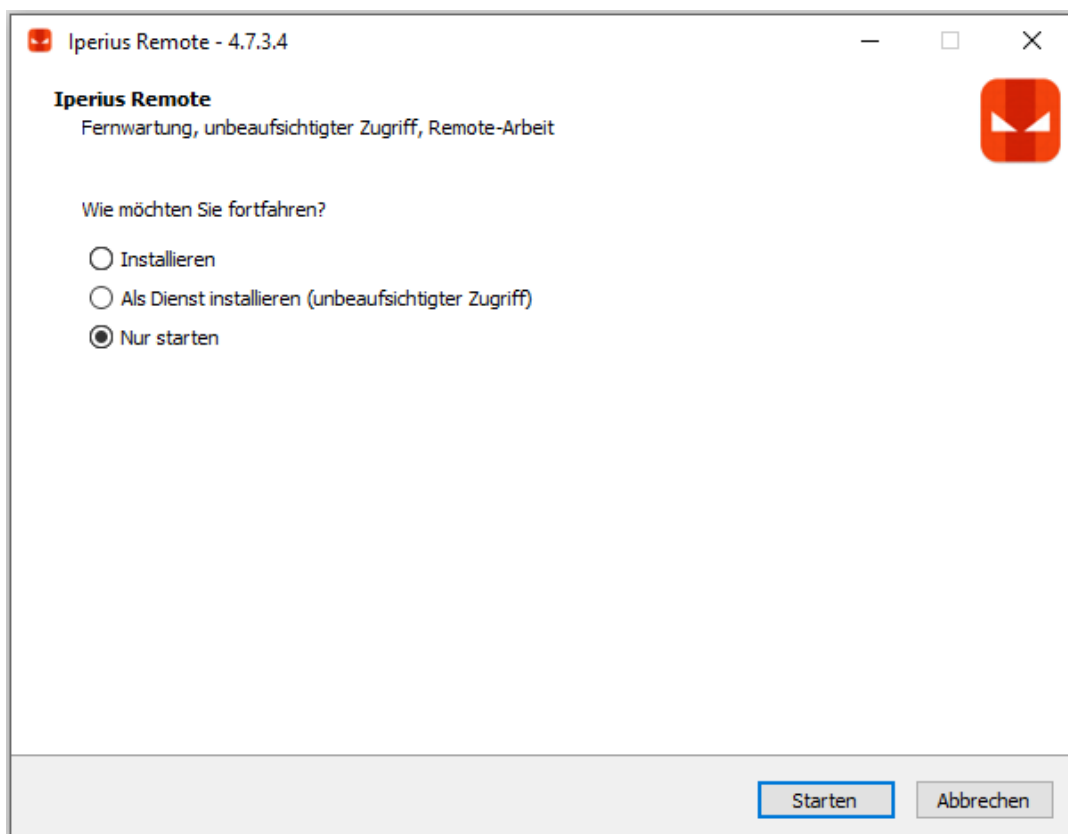 Iperius Remote - 4.7.3.4
Iperius Remote
Fernwartung, unbeaufsichtigter Zugriff, Remote-Arbeit
Wie möchten Sie fortfahren?
Installieren
Als Dienst installieren (unbeaufsichtigter Zugriff)
Nur starten
Starten
Abbrechen